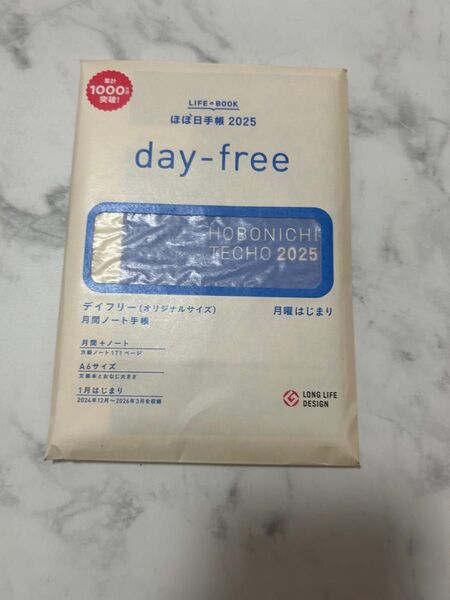 累計
1000万部
突破!
LIFEのBOOK
ほぼ日手帳 2025
day-free
HOBONICHI
TECHO 2025
デイフリー(オリジナルサイズ)
月間ノート手帳
月曜はじまり
月間+ノート
方眼ノート171ページ
A6サイズ
文庫本とおなじ大きさ
1月はじまり
2024年12月〜2026年3月を収録
LONG LIFE
DESIGN